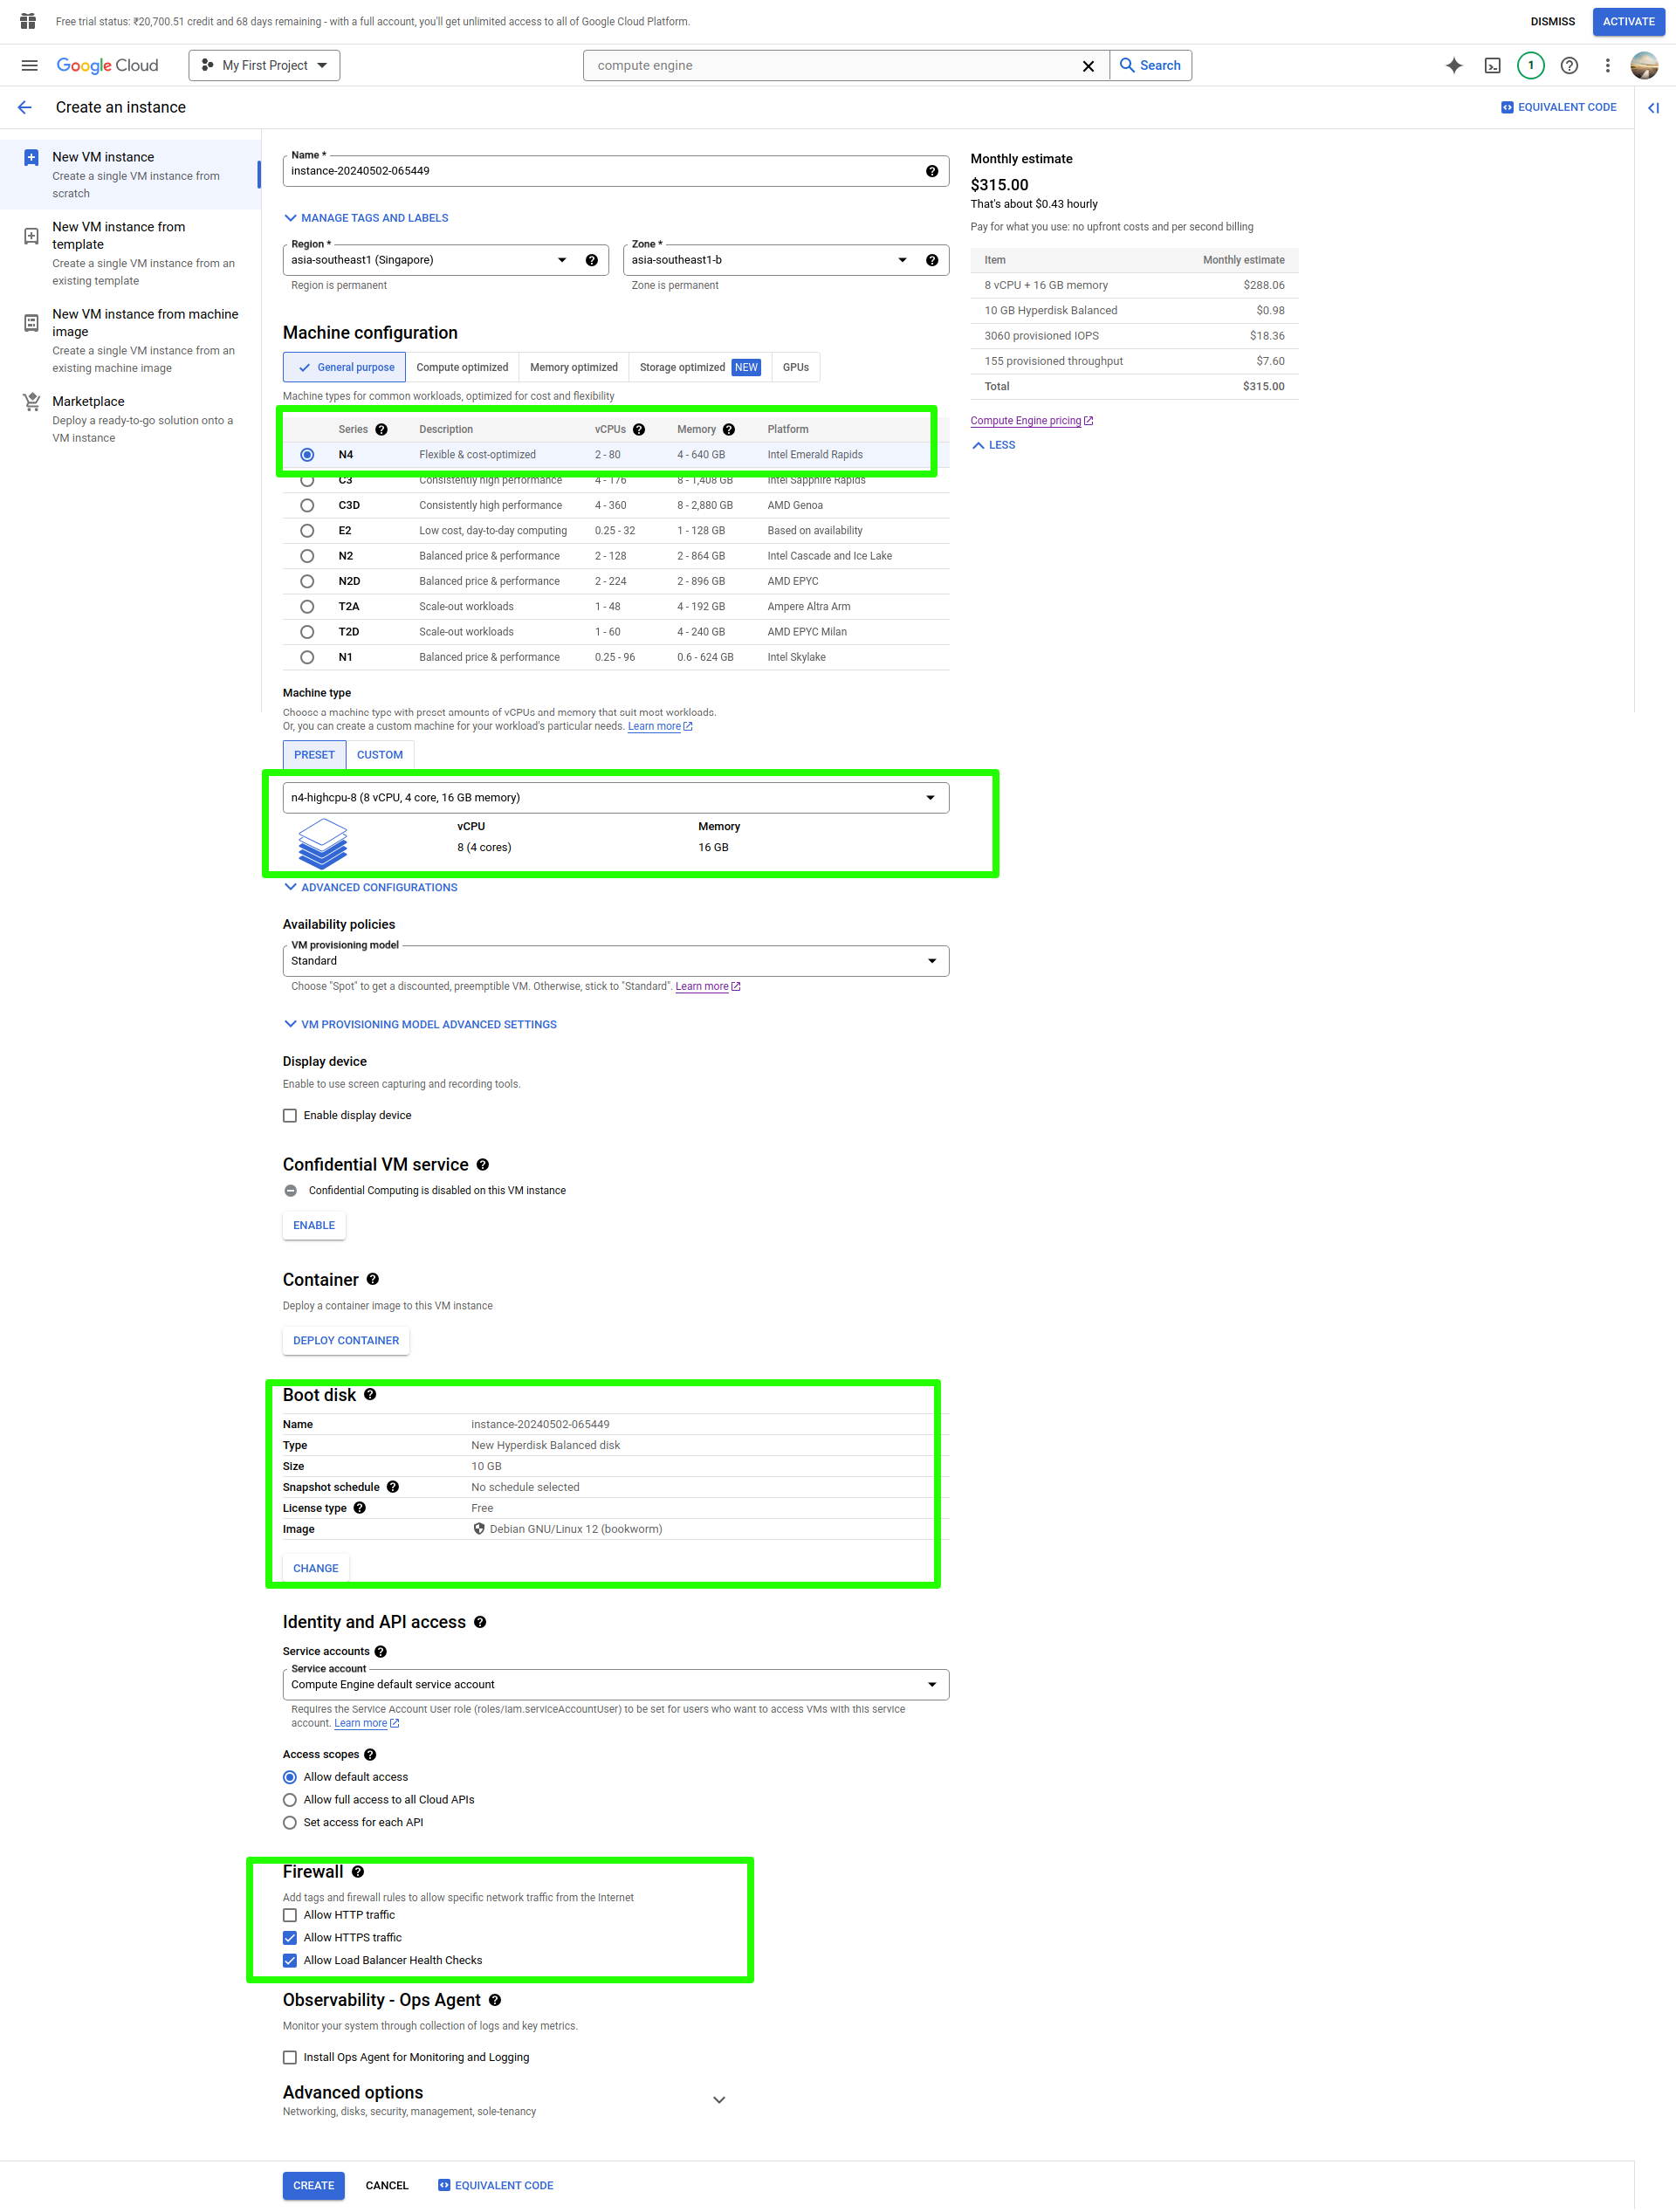 Free trial status: ₹20,700.51 credit and 68 days remaining - with a full account, you'll get unlimited access to all of Google Cloud Platform.
DISMISS
ACTIVATE
Google Cloud
My First Project
compute engine
Search
1
Create an instance
EQUIVALENT CODE
New VM instance
Create a single VM instance from
scratch
New VM instance from
template
Create a single VM instance from an
existing template
New VM instance from machine
image
Create a single VM instance from an
existing machine image
Marketplace
Deploy a ready-to-go solution onto a
VM instance
Name *
instance-20240502-065449
MANAGE TAGS AND LABELS
Region *
asia-southeast1 (Singapore)
Region is permanent
Zone *
asia-southeast1-b
Zone is permanent
Machine configuration
General purpose
Compute optimized
Memory optimized
Storage optimized NEW
GPUs
Machine types for common workloads, optimized for cost and flexibility
Series Description vCPUs Memory Platform
N4 Flexible & cost-optimized 2 - 80 4 - 640 GB Intel Emerald Rapids
C3 Consistently high performance 4 - 176 8 - 1,408 GB Intel Sapphire Rapids
C3D Consistently high performance 4 - 360 8 - 2,880 GB AMD Genoa
E2 Low cost, day-to-day computing 0.25 - 32 1 - 128 GB Based on availability
N2 Balanced price & performance 2 - 128 2 - 864 GB Intel Cascade and Ice Lake
N2D Balanced price & performance 2 - 224 2 - 896 GB AMD EPYC
T2A Scale-out workloads 1 - 48 4 - 192 GB Ampere Altra Arm
T2D Scale-out workloads 1 - 60 4 - 240 GB AMD EPYC Milan
N1 Balanced price & performance 0.25 - 96 0.6 - 624 GB Intel Skylake
Machine type
Choose a machine type with preset amounts of vCPUs and memory that suit most workloads.
Or, you can create a custom machine for your workload's particular needs. Learn more
PRESET
CUSTOM
n4-highcpu-8 (8 vCPU, 4 core, 16 GB memory)
vCPU Memory
8 (4 cores) 16 GB
ADVANCED CONFIGURATIONS
Availability policies
VM provisioning model
Standard
Choose "Spot" to get a discounted, preemptible VM. Otherwise, stick to "Standard". Learn more
VM PROVISIONING MODEL ADVANCED SETTINGS
Display device
Enable to use screen capturing and recording tools.
Enable display device
Confidential VM service
Confidential Computing is disabled on this VM instance
ENABLE
Container
Deploy a container image to this VM instance
DEPLOY CONTAINER
Boot disk
Name instance-20240502-065449
Type New Hyperdisk Balanced disk
Size 10 GB
Snapshot schedule No schedule selected
License type Free
Image Debian GNU/Linux 12 (bookworm)
CHANGE
Identity and API access
Service accounts
Service account
Compute Engine default service account
Requires the Service Account User role (roles/iam.serviceAccountUser) to be set for users who want to access VMs with this service
account. Learn more
Access scopes
Allow default access
Allow full access to all Cloud APIs
Set access for each API
Firewall
Add tags and firewall rules to allow specific network traffic from the Internet
Allow HTTP traffic
Allow HTTPS traffic
Allow Load Balancer Health Checks
Observability - Ops Agent
Monitor your system through collection of logs and key metrics.
Install Ops Agent for Monitoring and Logging
Advanced options
Networking, disks, security, management, sole-tenancy
CREATE
CANCEL
EQUIVALENT CODE
Monthly estimate
$315.00
That's about $0.43 hourly
Pay for what you use: no upfront costs and per second billing
Item Monthly estimate
8 vCPU + 16 GB memory $288.06
10 GB Hyperdisk Balanced $0.98
3060 provisioned IOPS $18.36
155 provisioned throughput $7.60
Total $315.00
Compute Engine pricing
LESS